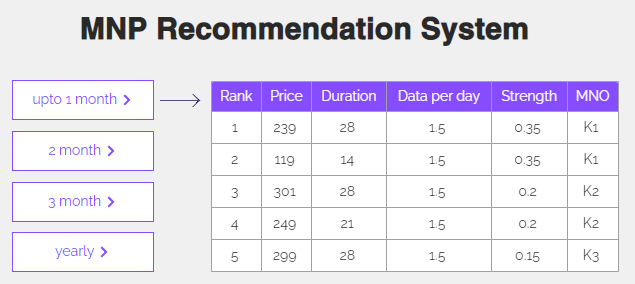 MNP Recommendation System
upto 1 month >
2 month >
3 month >
yearly >
Rank Price Duration Data per day Strength MNO
1 239 28 1.5 0.35 K1
2 119 14 1.5 0.35 K1
3 301 28 1.5 0.2 K2
4 249 21 1.5 0.2 K2
5 299 28 1.5 0.15 K3